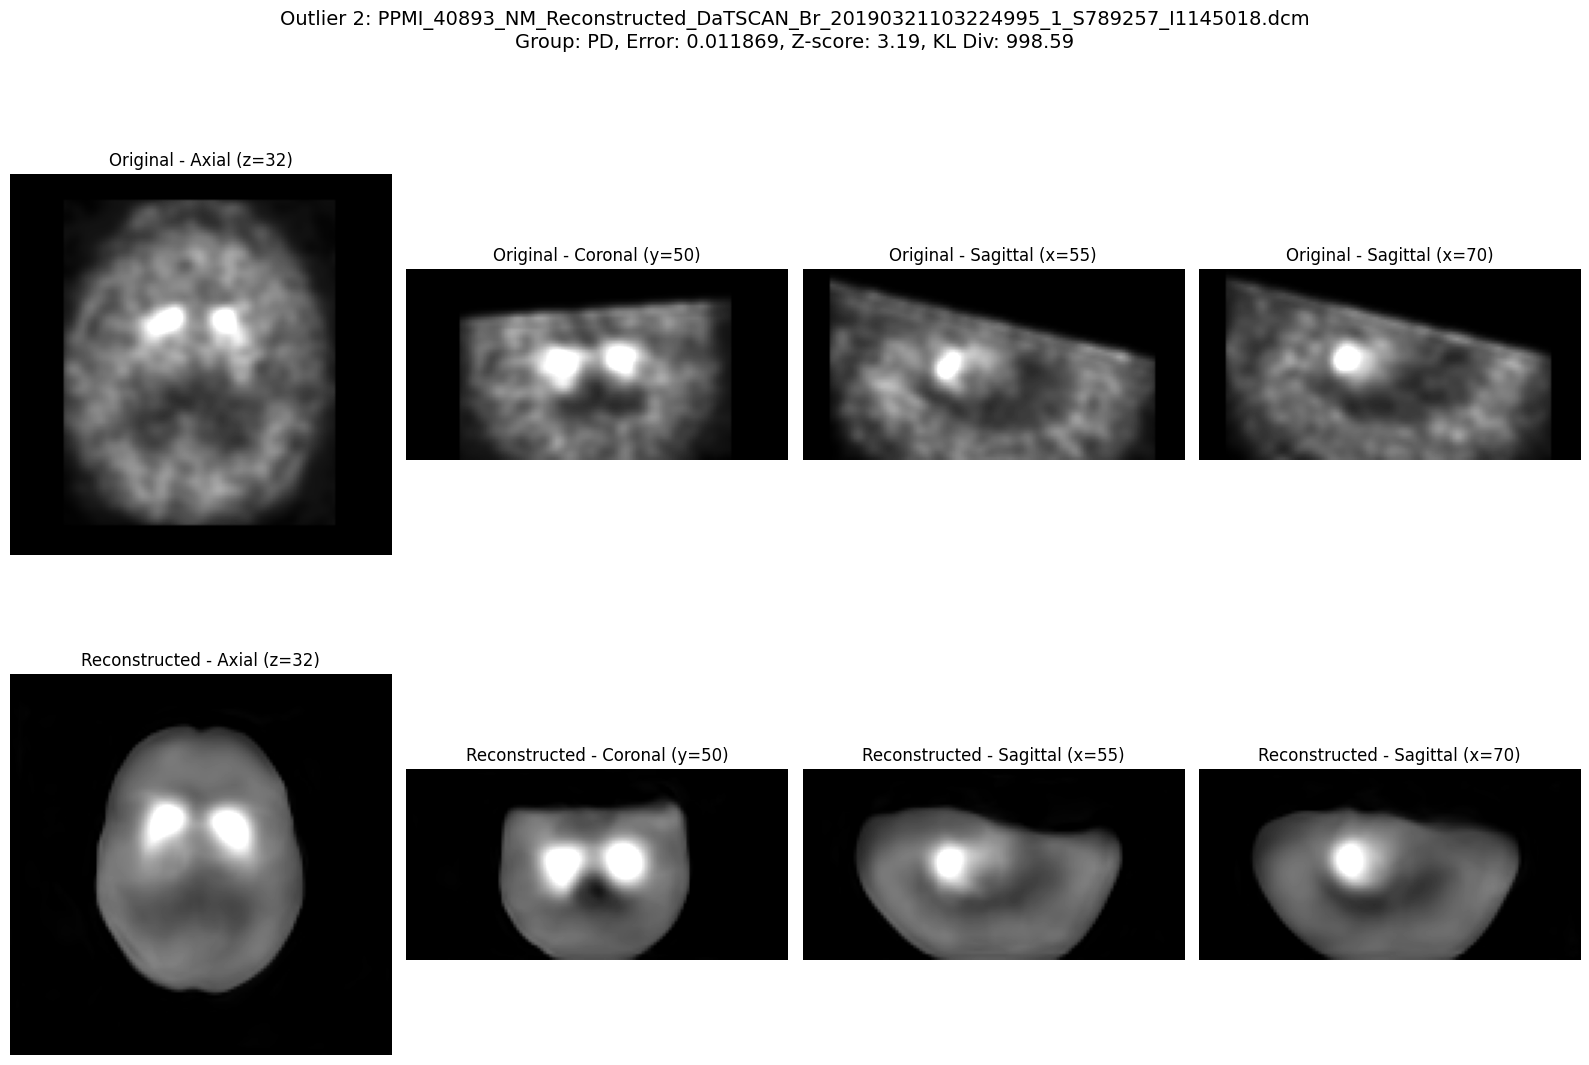 Outlier 2: PPMI_40893_NM_Reconstructed_DaTSCAN_Br_20190321103224995_1_S789257_I1145018.dcm
Group: PD, Error: 0.011869, Z-score: 3.19, KL Div: 998.59
Original - Axial (z=32)
Original - Coronal (y=50)
Original - Sagittal (x=55)
Original - Sagittal (x=70)
Reconstructed - Axial (z=32)
Reconstructed - Coronal (y=50)
Reconstructed - Sagittal (x=55)
Reconstructed - Sagittal (x=70)